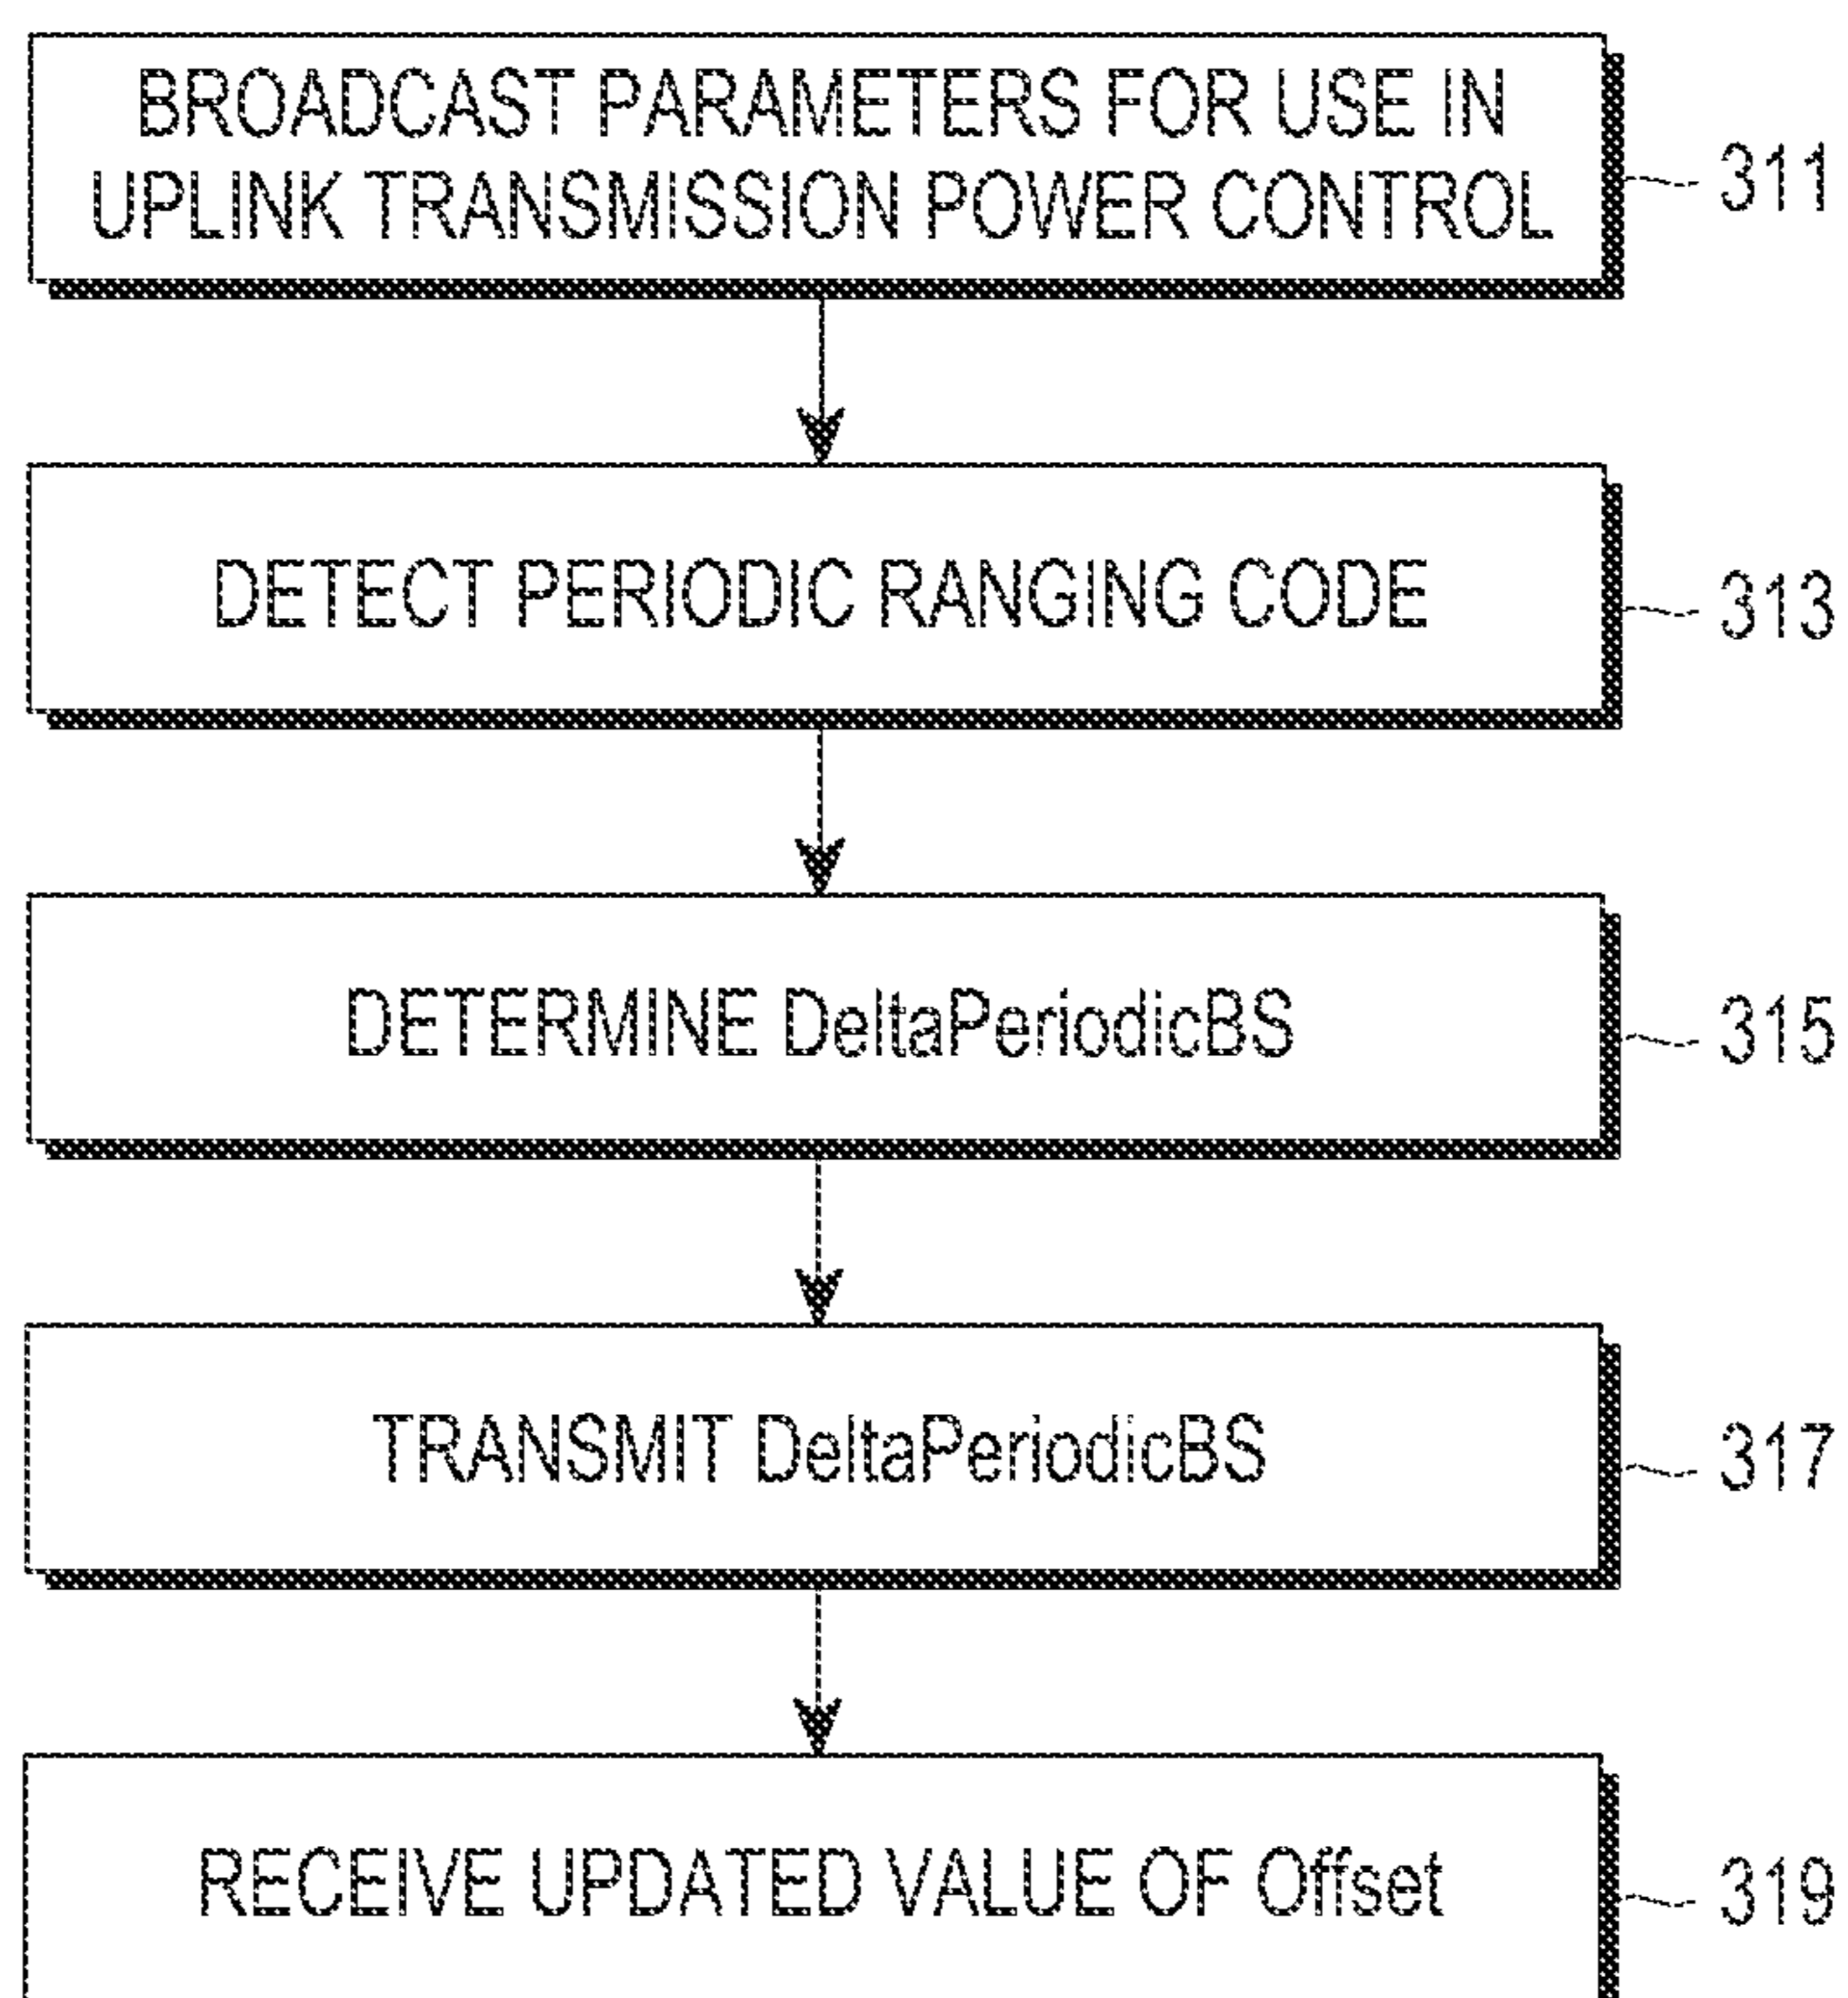 BROADCAST PARAMETERS FOR USE IN
UPLINK TRANSMISSION POWER CONTROL
311
DETECT PERIODIC RANGING CODE
313
DETERMINE DeltaPeriodicBS
315
TRANSMIT DeltaPeriodicBS
317
RECEIVE UPDATED VALUE OF Offset
319